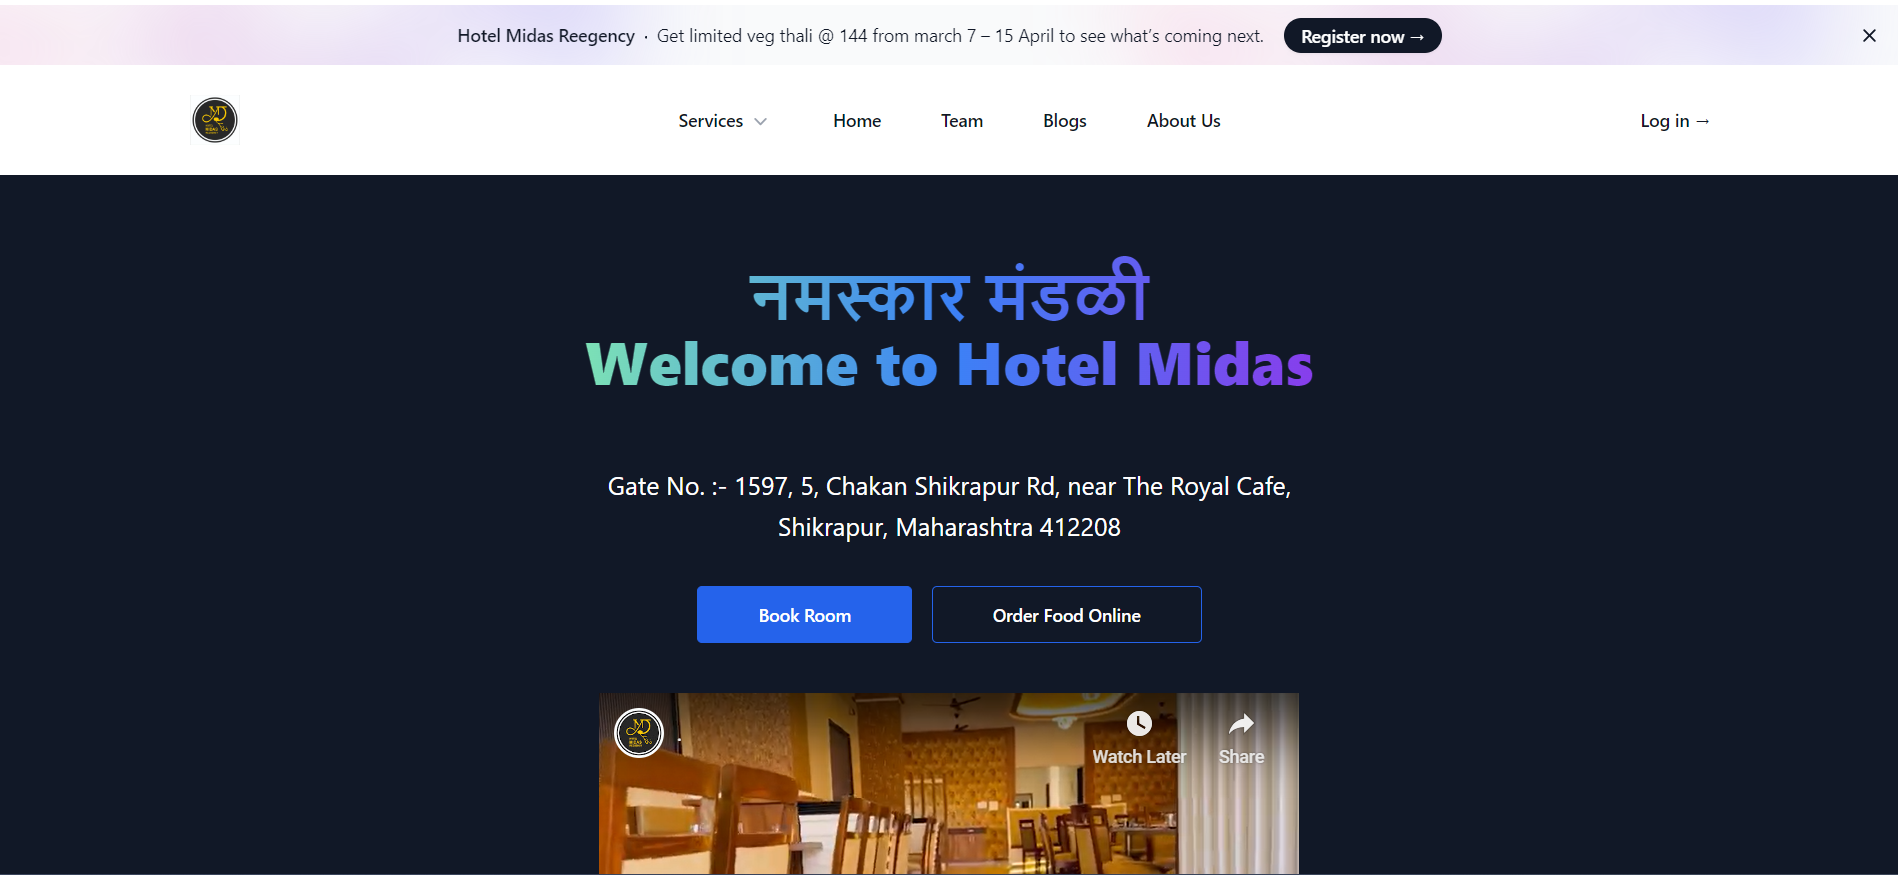 Hotel Midas Reegency · Get limited veg thali @ 144 from march 7 – 15 April to see what’s coming next. Register now →
Services Home Team Blogs About Us Log in →
नमस्कार मंडळी
Welcome to Hotel Midas
Gate No. :- 1597, 5, Chakan Shikrapur Rd, near The Royal Cafe,
Shikrapur, Maharashtra 412208
Book Room Order Food Online
Watch Later Share